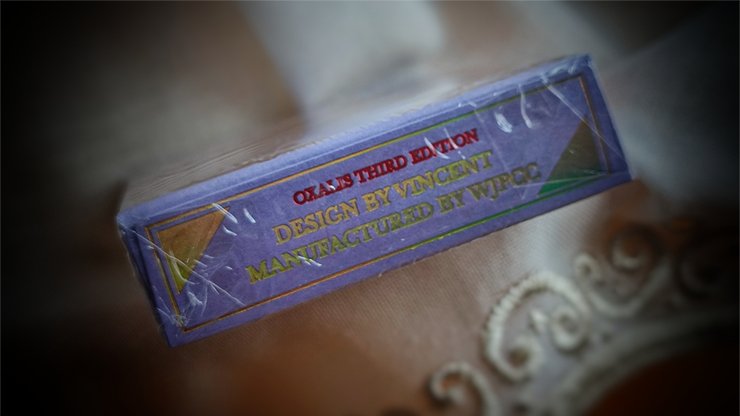 OXALIS THIRD EDITION
DESIGN BY VINCENT
MANUFACTURED BY WJPCC